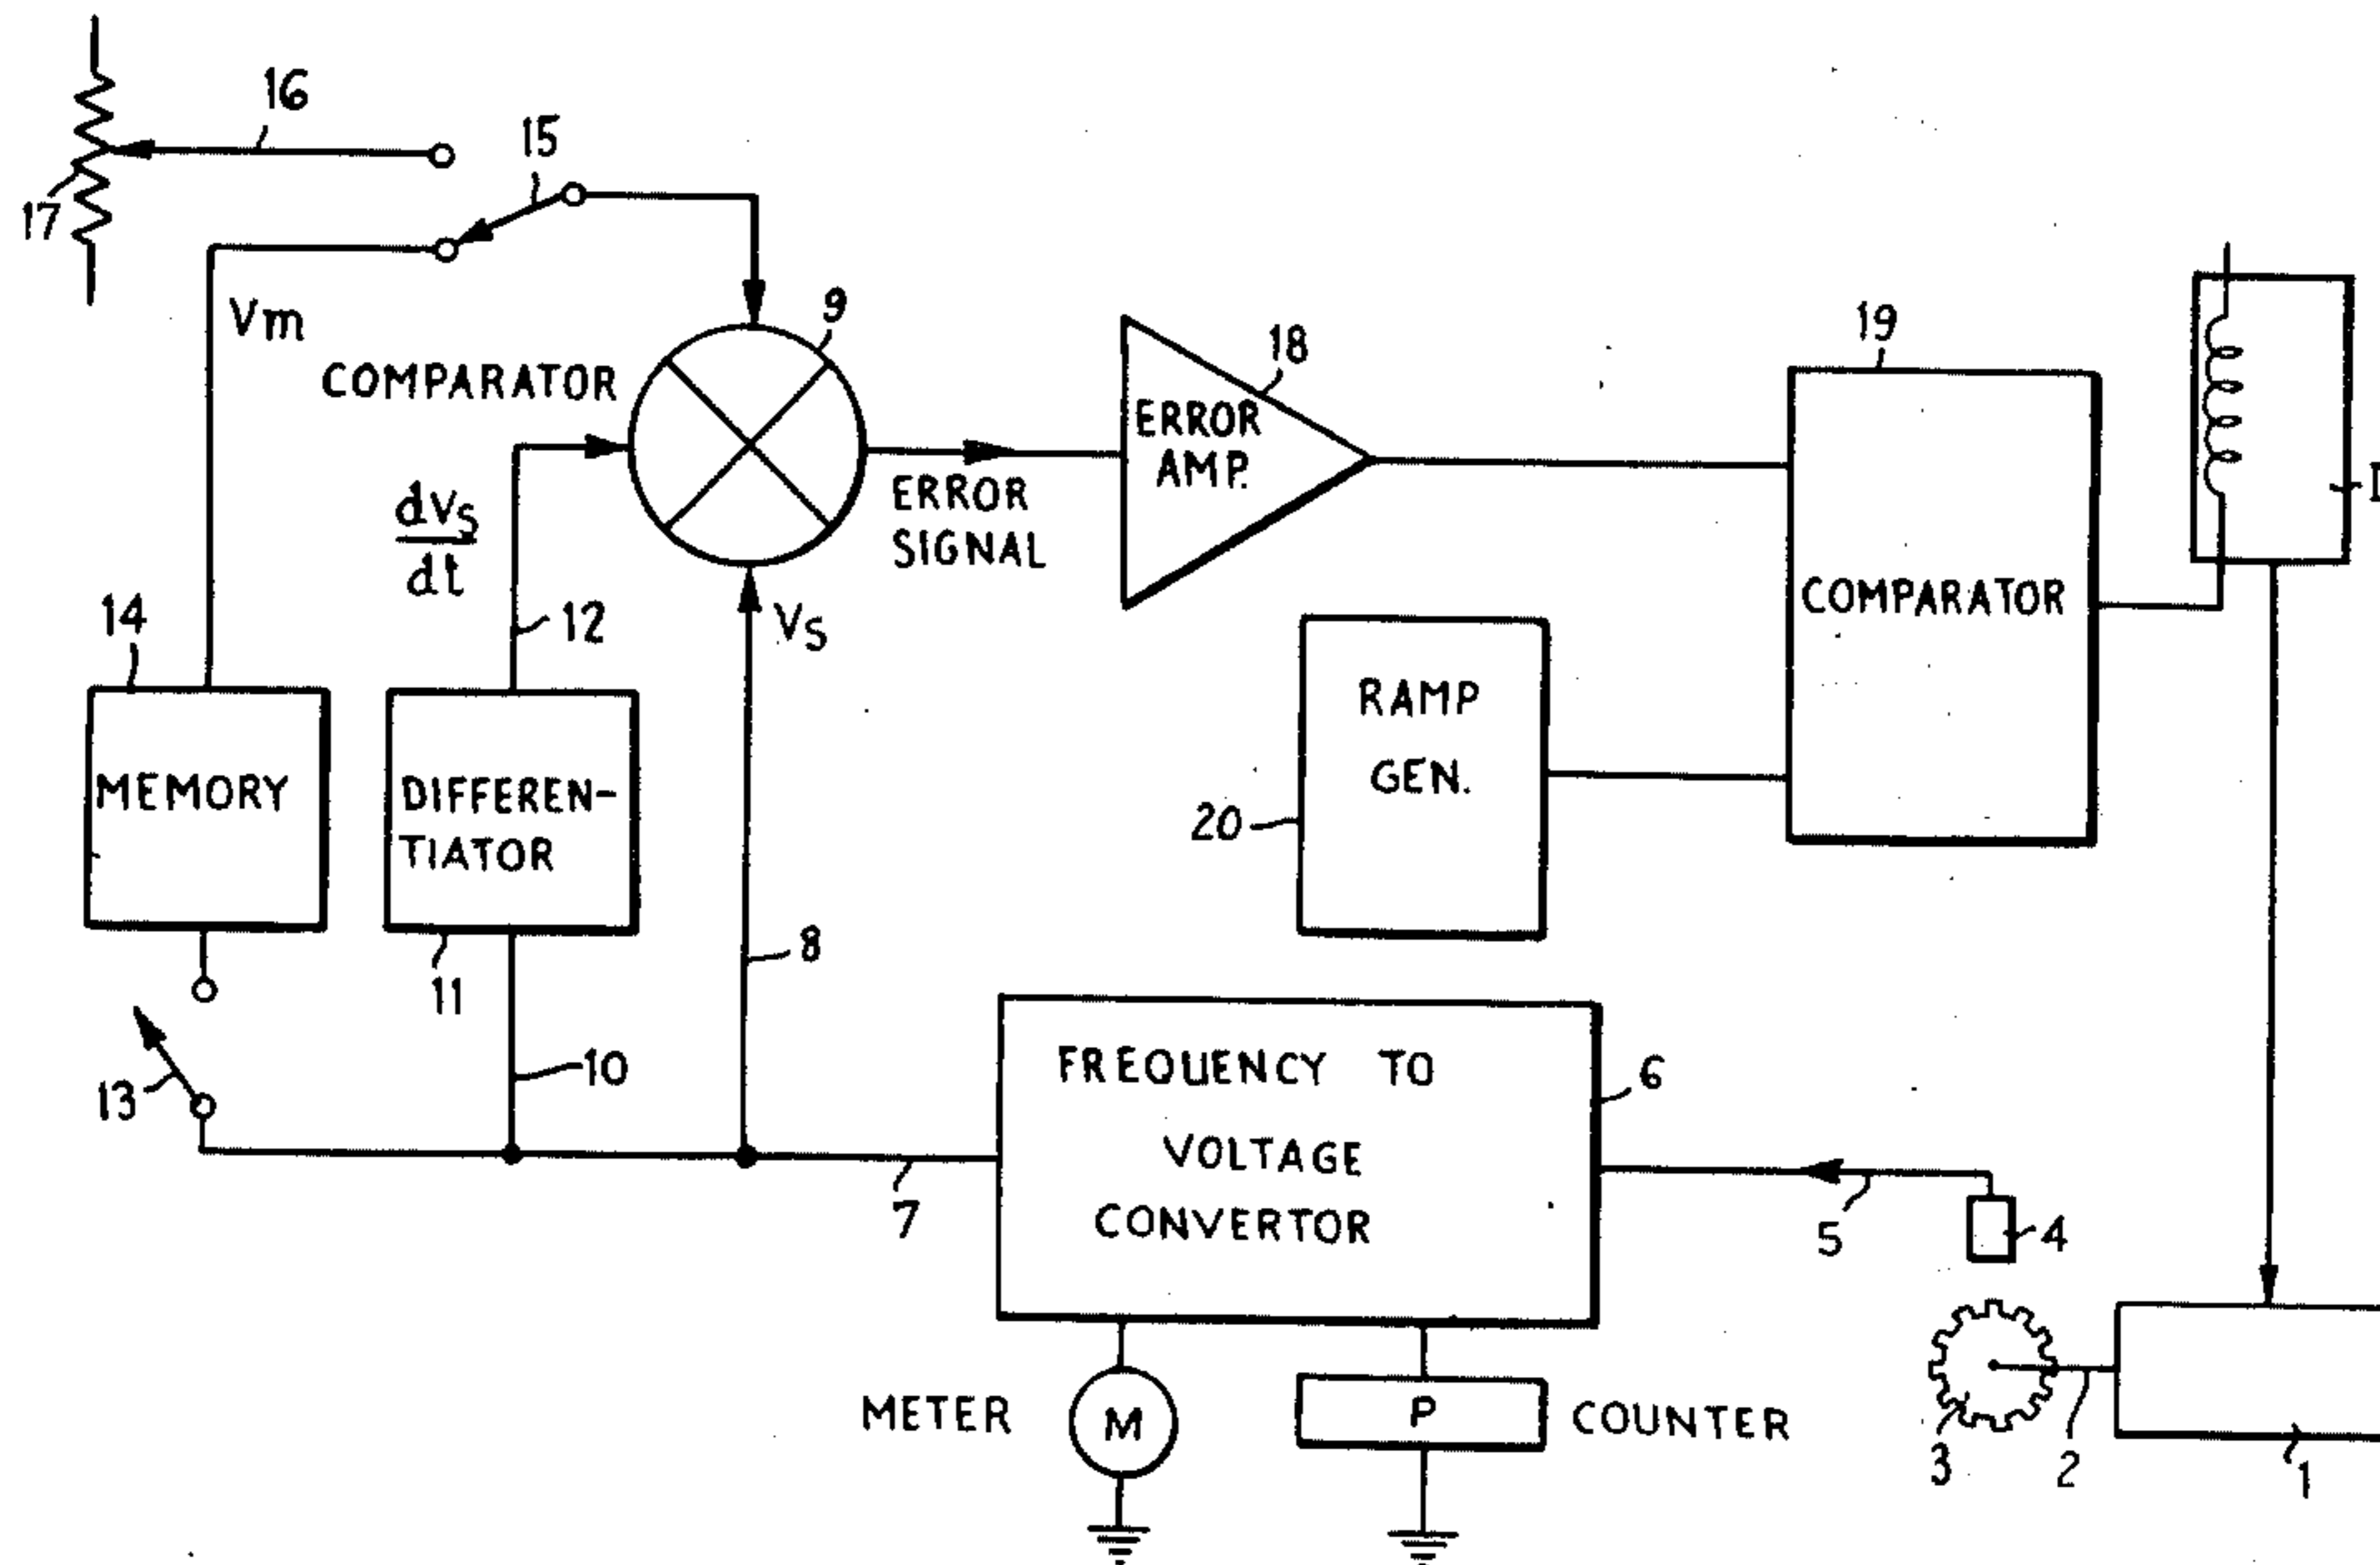 16
15
17
Vm
9
COMPARATOR
18
19
ERROR
AMP.
ERROR
SIGNAL
dVs
dt
I
COMPARATOR
14
12
Vs
RAMP
GEN.
MEMORY
DIFFEREN-
TIATOR
20
8
11
FREQUENCY TO
VOLTAGE
CONVERTOR
6
10
13
7
5
4
METER
M
P
COUNTER
3
2
1